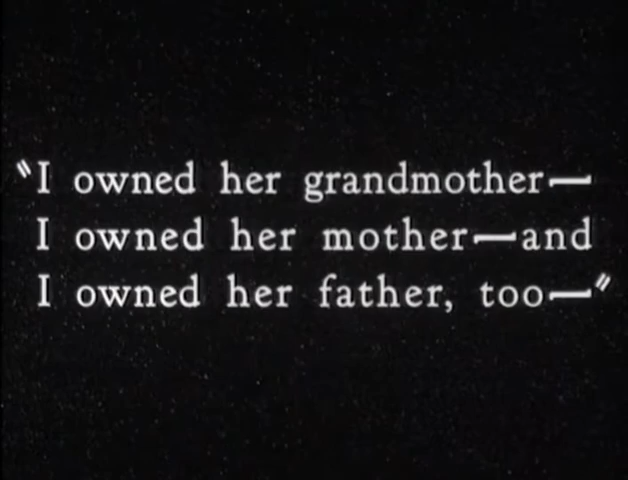 "I owned her grandmother—
I owned her mother—and
I owned her father, too—"